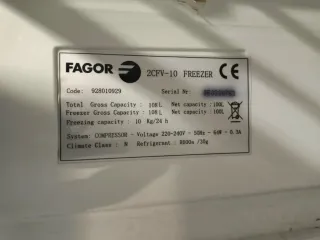 FAGOR 2CFV-10 FREEZER CE
Code: 928010929 Serial Nr:
Total Gross Capacity : 108L Net capacity : 100L
Freezer Gross Capacity : 108L Net capacity : 100L
Freezing capacity : 10 Kg/24 h
System: COMPRESSOR - Voltage 220-240V - 50Hz - 64W - 0.5A
Climate Class : N Refrigerant.: R600a /38g